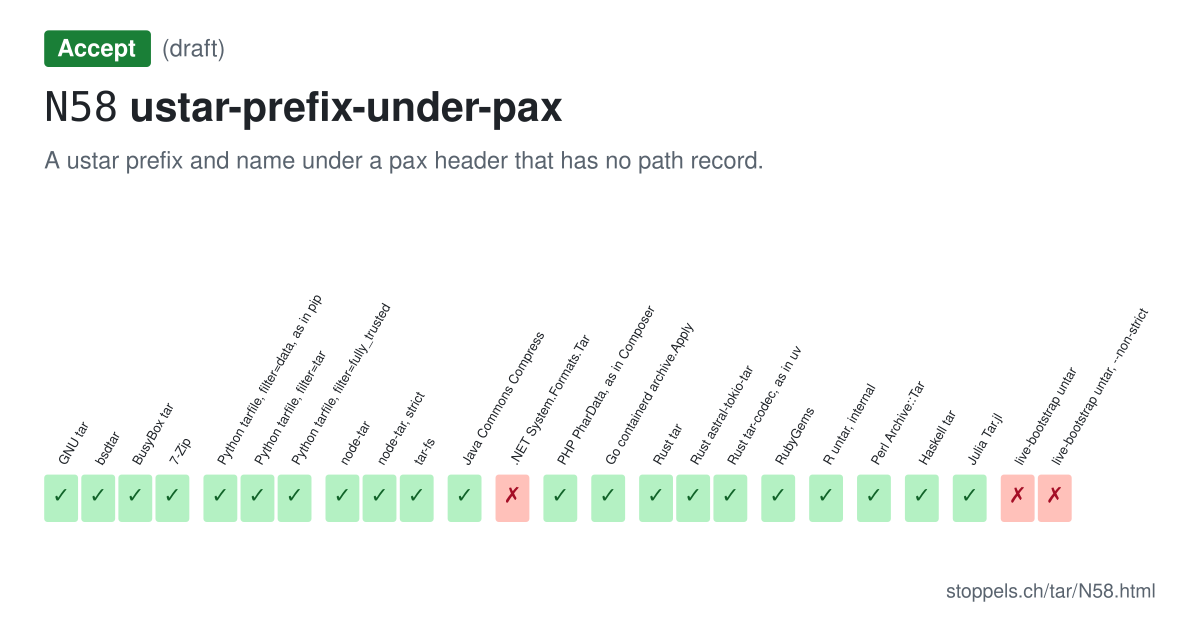 Accept (draft)
N58 ustar-prefix-under-pax
A ustar prefix and name under a pax header that has no path record.
GNU tar
bsdtar
BusyBox tar
7-Zip
Python tarfile, filter=data, as in pip
Python tarfile, filter=tar
Python tarfile, filter=fully_trusted
node-tar
node-tar, strict
tar-fs
Java Commons Compress
.NET System.Formats.Tar
PHP PharData, as in Composer
Go containerd archive.Apply
Rust tar
Rust astral-tokio-tar
Rust tar-codec, as in uv
RubyGems
R untar, internal
Perl Archive::Tar
Haskell tar
Julia Tar.jl
live-bootstrap untar
live-bootstrap untar, --non-strict
✓ ✓ ✓ ✓ ✓ ✓ ✓ ✓ ✓ ✓ ✓ ✗ ✓ ✓ ✓ ✓ ✓ ✓ ✓ ✓ ✓ ✓ ✗ ✗
stoppels.ch/tar/N58.html